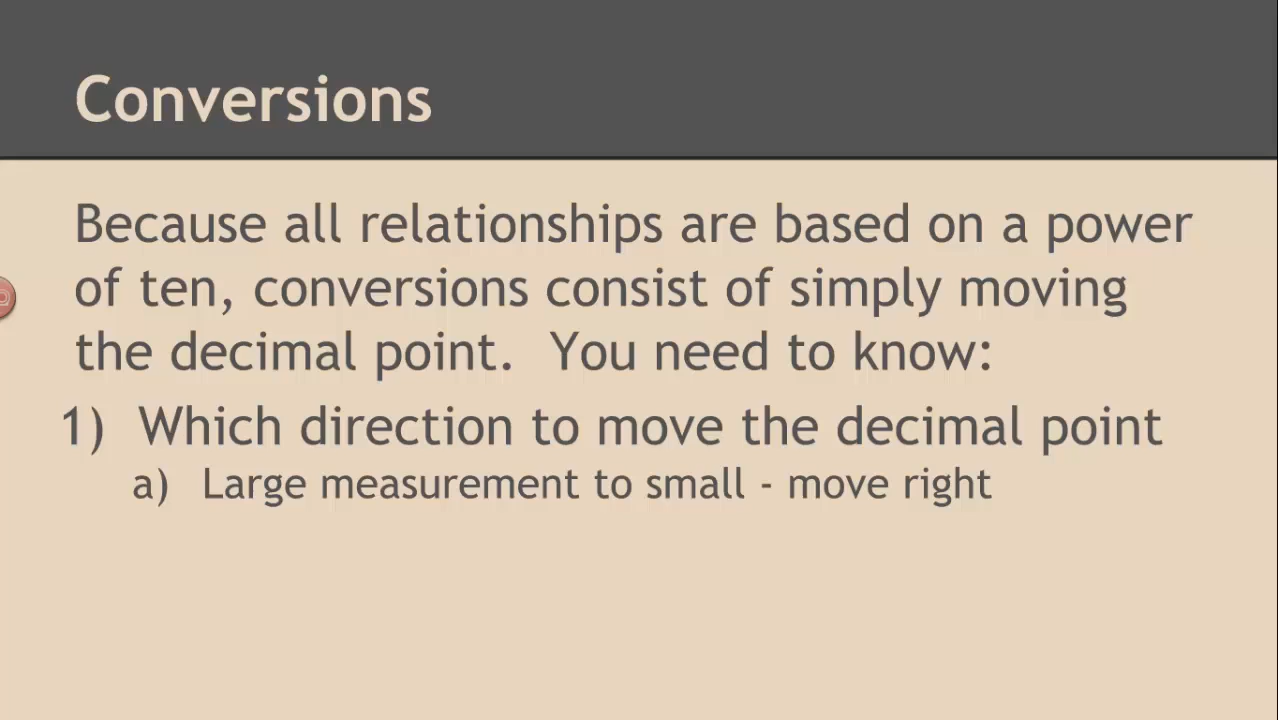 Conversions
Because all relationships are based on a power
of ten, conversions consist of simply moving
the decimal point.  You need to know:
1)  Which direction to move the decimal point
a)  Large measurement to small - move right